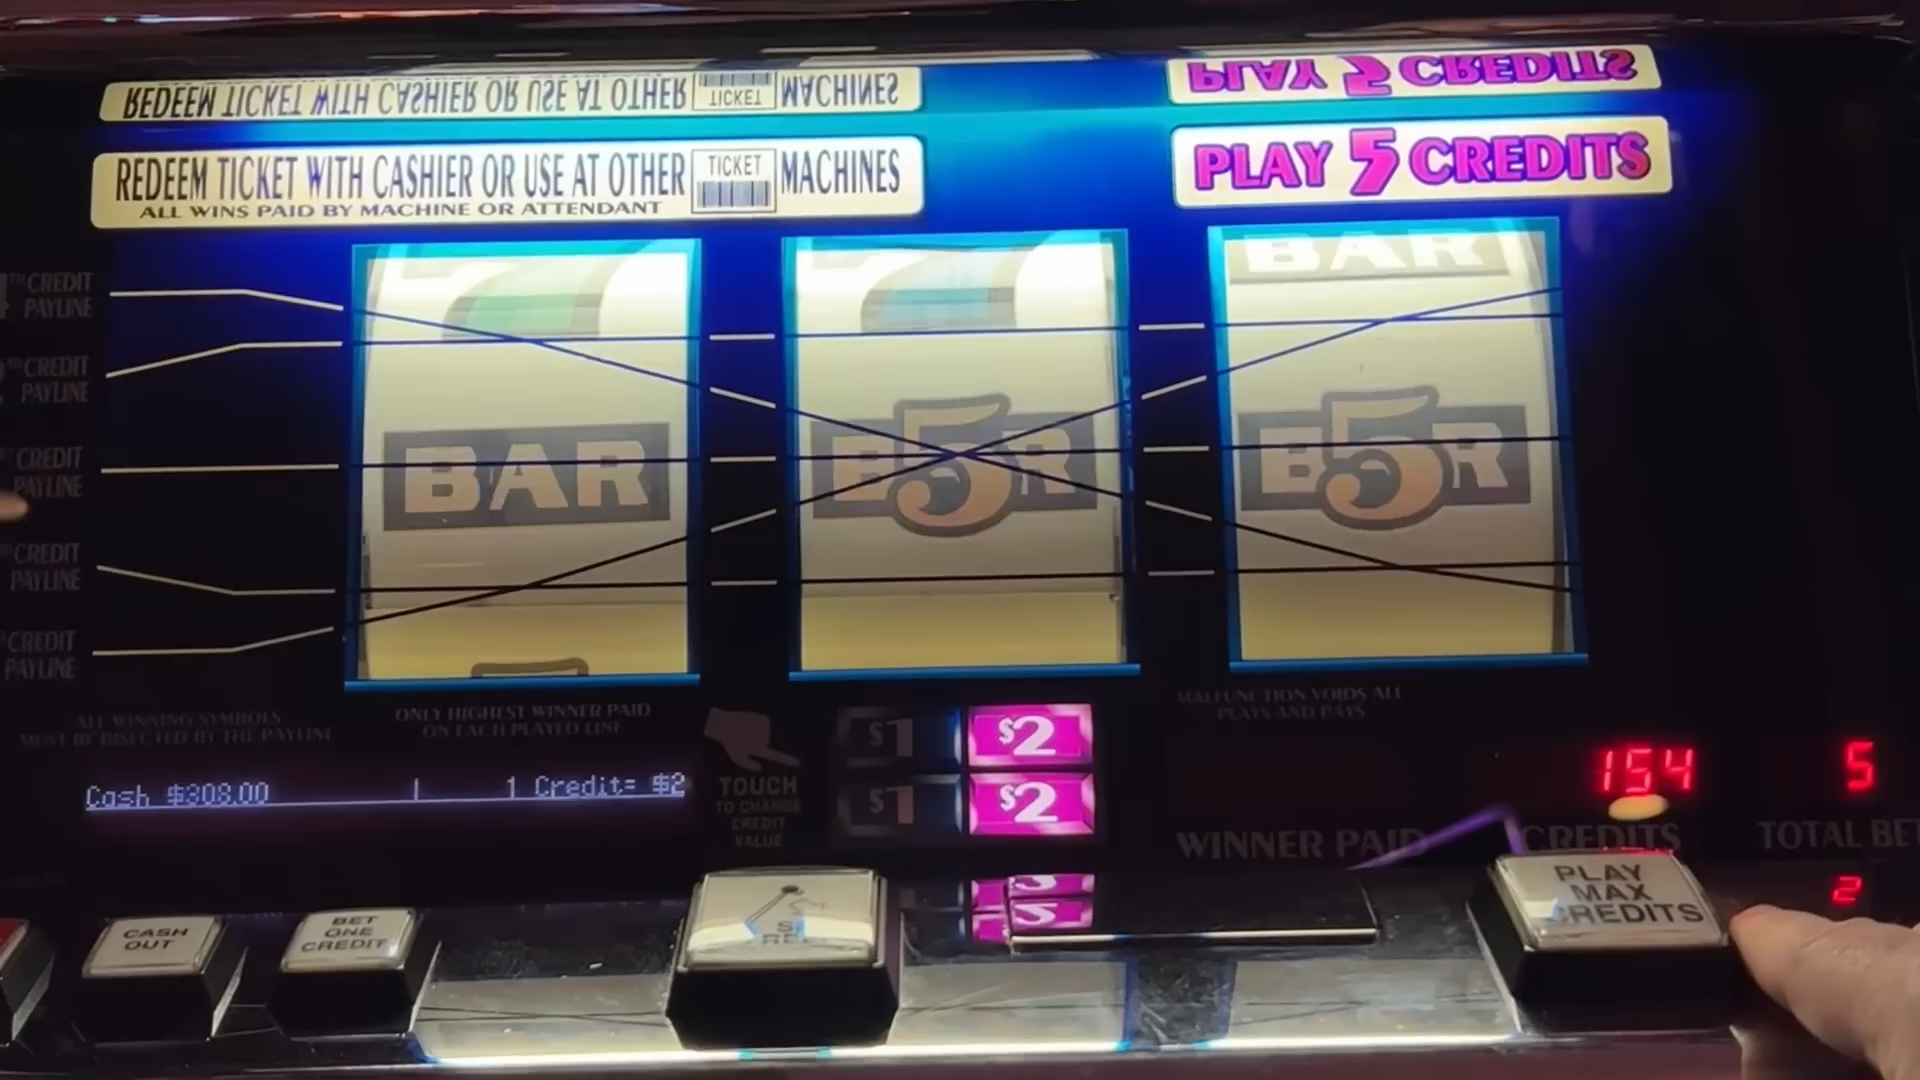 REDEEM TICKET WITH CASHIER OR USE AT OTHER TICKET MACHINES
PLAY 5 CREDITS
REDEEM TICKET WITH CASHIER OR USE AT OTHER TICKET MACHINES
ALL WINS PAID BY MACHINE OR ATTENDANT
PLAY 5 CREDITS
TH CREDIT
PAYLINE
CREDIT
PAYLINE
CREDIT
PAYLINE
CREDIT
PAYLINE
CREDIT
PAYLINE
7
7
BAR
BAR
B5R
B5R
ALL WINNING SYMBOLS
MUST BE BISECTED BY THE PAYLINE
ONLY HIGHEST WINNER PAID
ON EACH PLAYED LINE
MALFUNCTION VOIDS ALL
PLAYS AND PAYS
Cash $308.00
1 Credit= $2
TOUCH
TO CHANGE
CREDIT
VALUE
$1 $2
$1 $2
154
5
WINNER PAID
CREDITS
TOTAL BET
2
CASH
OUT
BET
ONE
CREDIT
PLAY
MAX
CREDITS